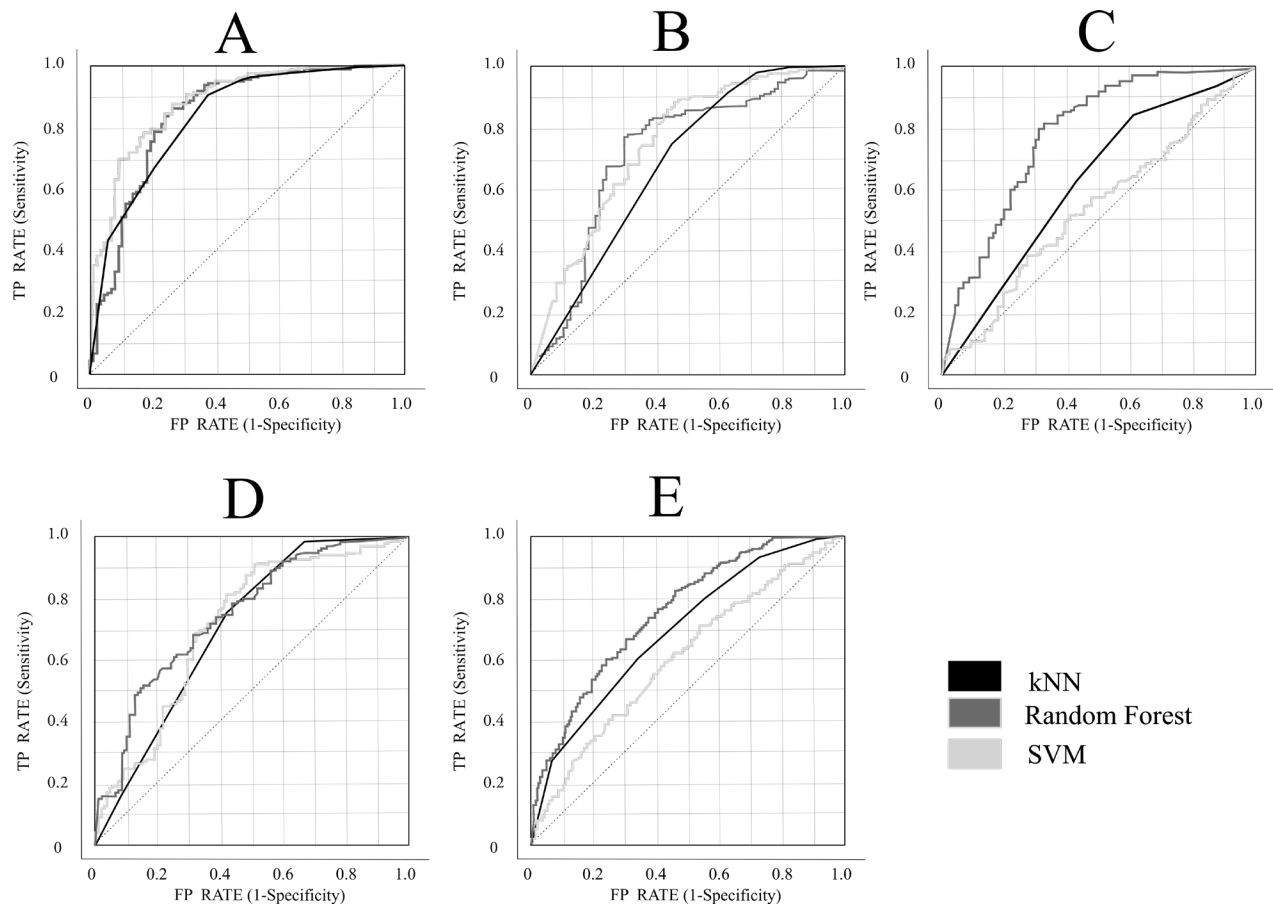 A
1.0
0.8
0.6
0.4
0.2
0
TP RATE (Sensitivity)
0 0.2 0.4 0.6 0.8 1.0
FP RATE (1-Specificity)
B
1.0
0.8
0.6
0.4
0.2
0
TP RATE (Sensitivity)
0 0.2 0.4 0.6 0.8 1.0
FP RATE (1-Specificity)
C
1.0
0.8
0.6
0.4
0.2
0
TP RATE (Sensitivity)
0 0.2 0.4 0.6 0.8 1.0
FP RATE (1-Specificity)
D
1.0
0.8
0.6
0.4
0.2
0
TP RATE (Sensitivity)
0 0.2 0.4 0.6 0.8 1.0
FP RATE (1-Specificity)
E
1.0
0.8
0.6
0.4
0.2
0
TP RATE (Sensitivity)
0 0.2 0.4 0.6 0.8 1.0
FP RATE (1-Specificity)
kNN
Random Forest
SVM